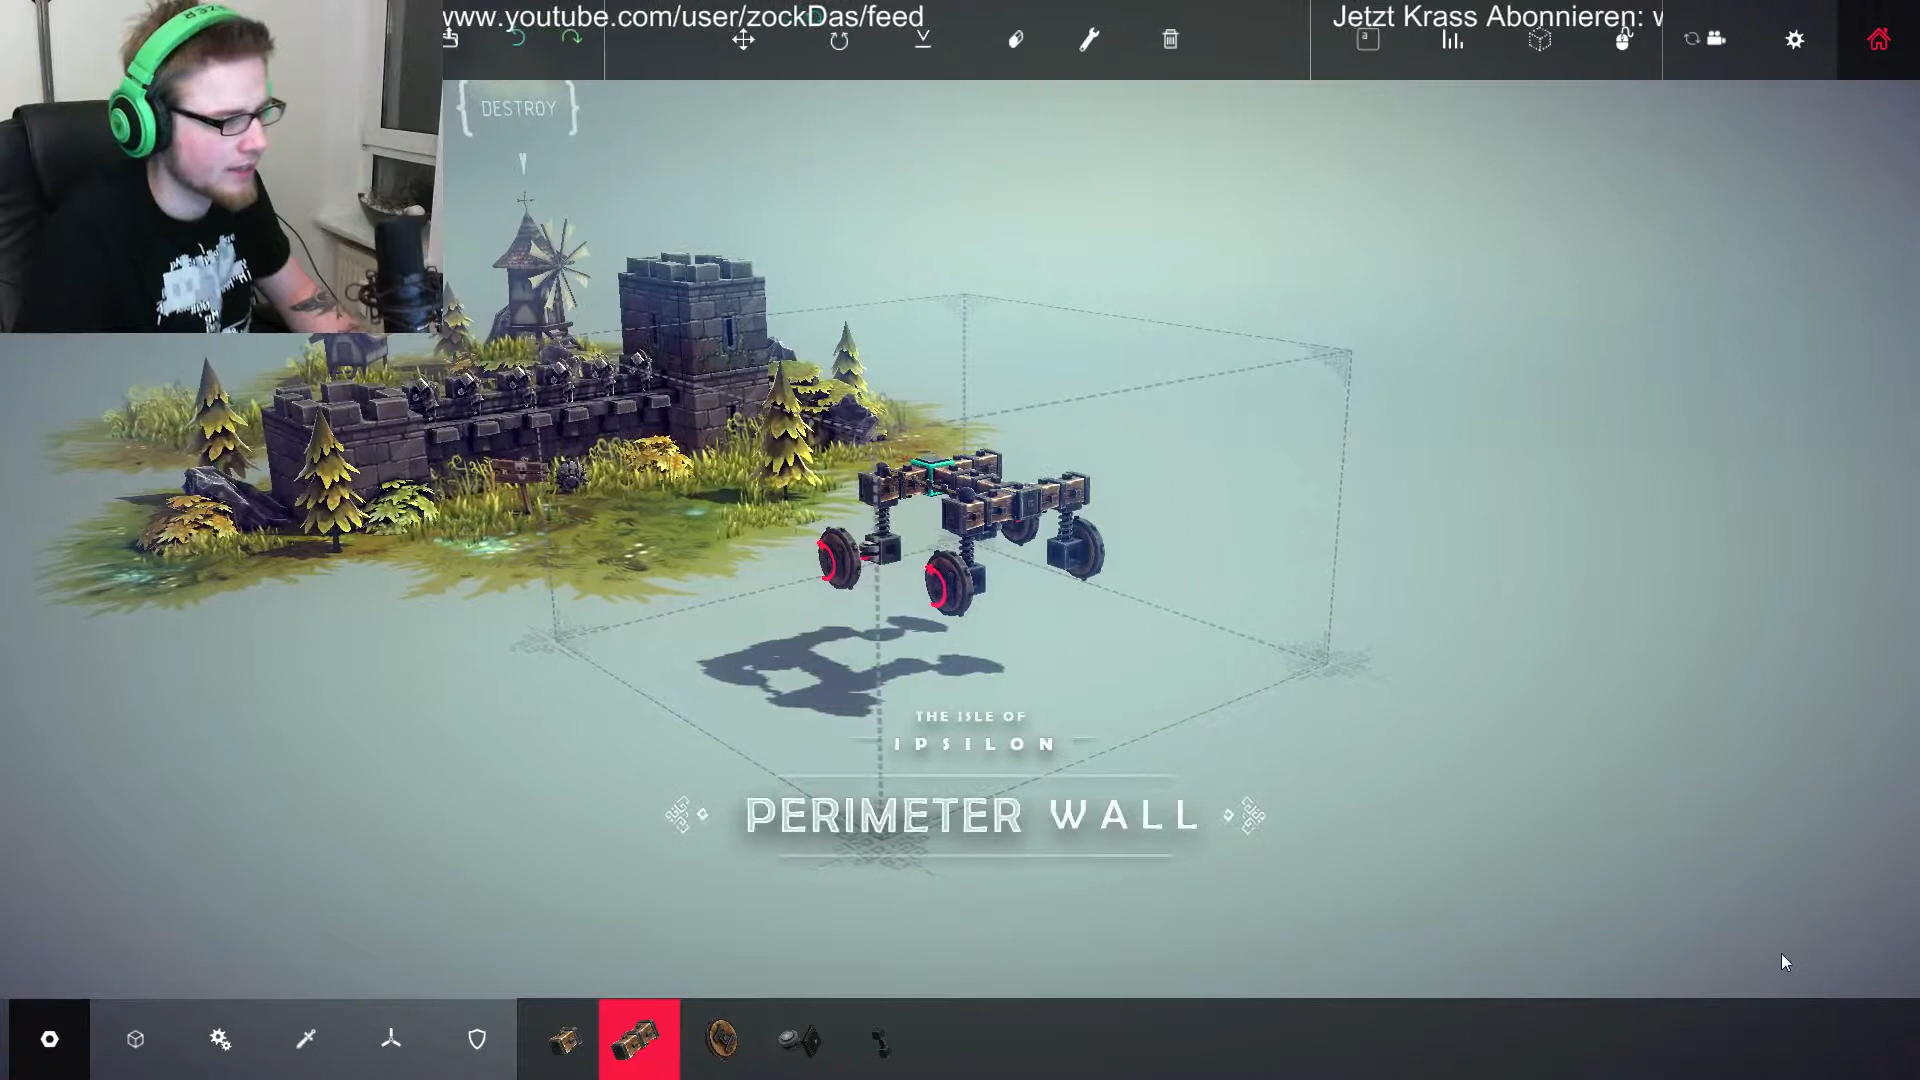 www.youtube.com/user/zockDas/feed
Jetzt Krass Abonnieren: w
DESTROY
THE ISLE OF
IPSILON
PERIMETER WALL